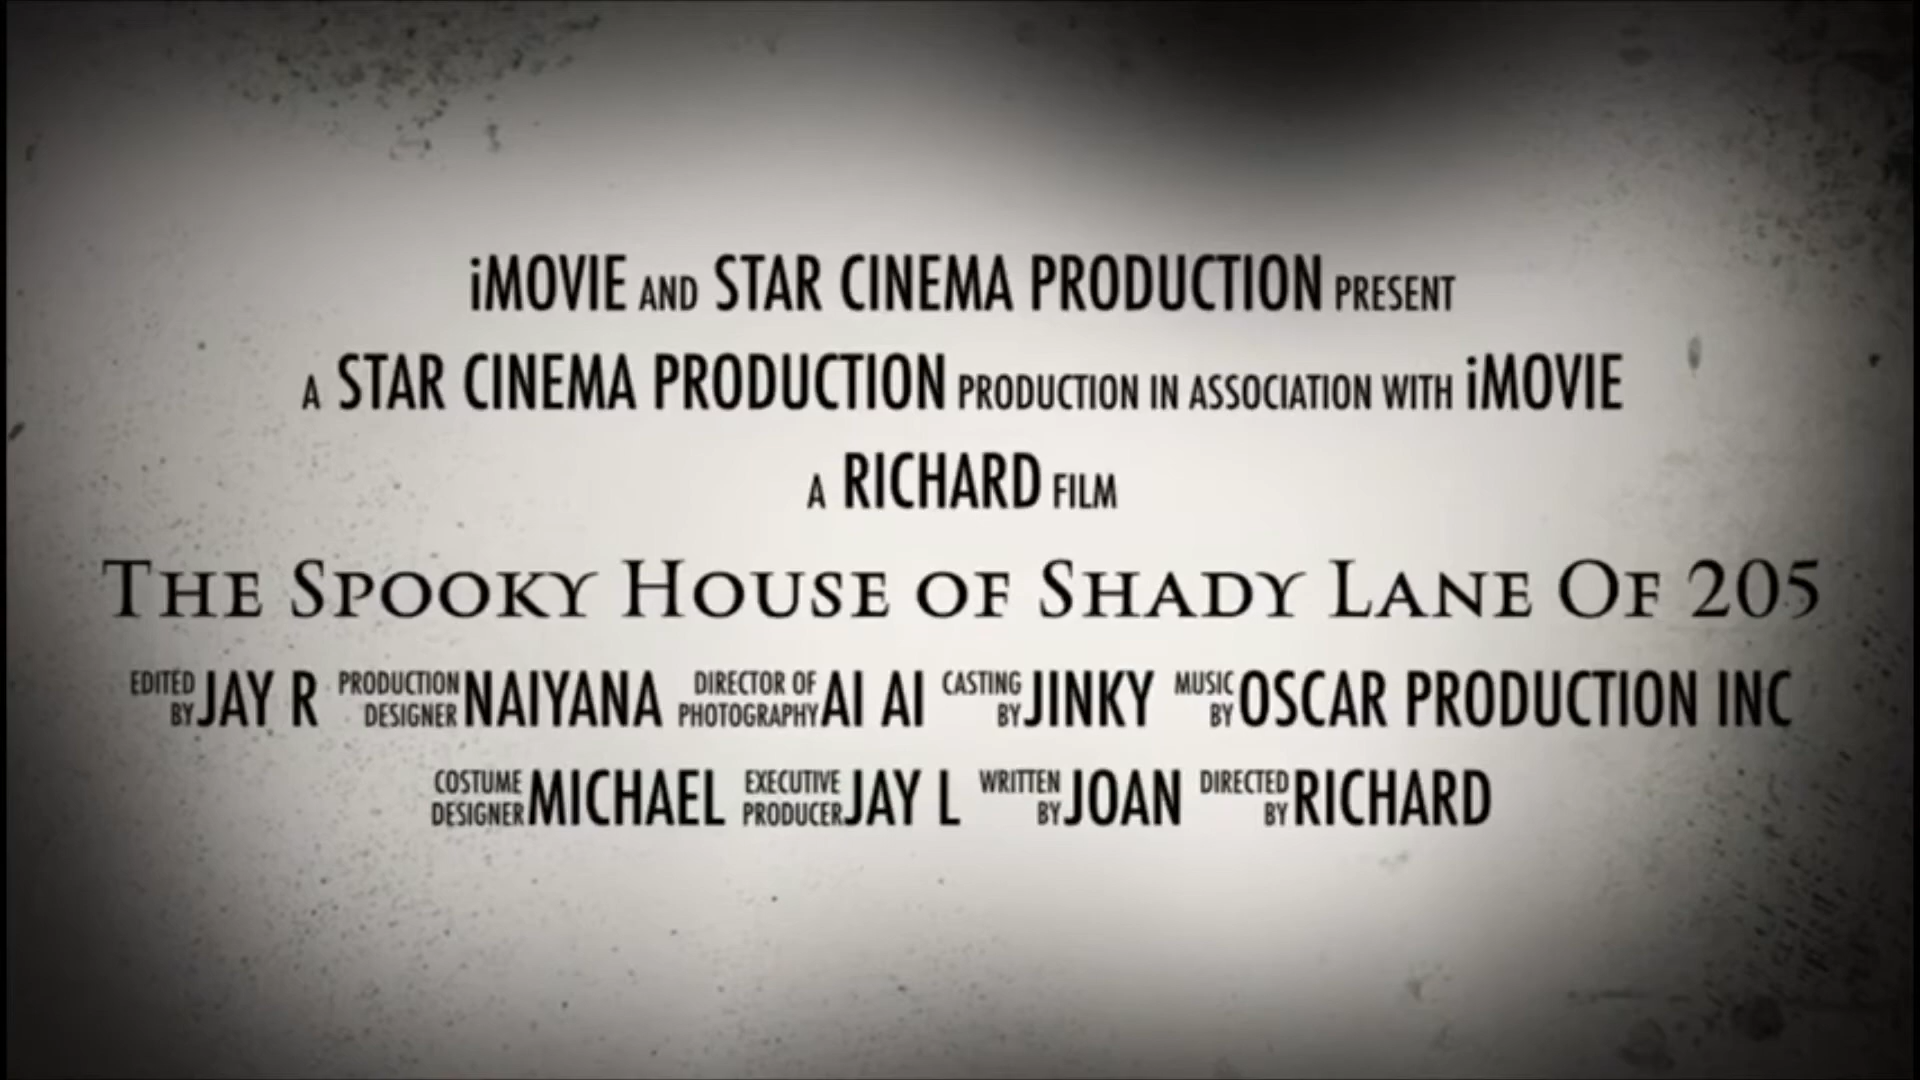 iMOVIE AND STAR CINEMA PRODUCTION PRESENT
A STAR CINEMA PRODUCTION PRODUCTION IN ASSOCIATION WITH iMOVIE
A RICHARD FILM
THE SPOOKY HOUSE OF SHADY LANE OF 205
EDITED BY JAY R PRODUCTION DESIGNER NAIYANA DIRECTOR OF PHOTOGRAPHY AI AI CASTING BY JINKY MUSIC BY OSCAR PRODUCTION INC
COSTUME DESIGNER MICHAEL EXECUTIVE PRODUCER JAY L WRITTEN BY JOAN DIRECTED BY RICHARD